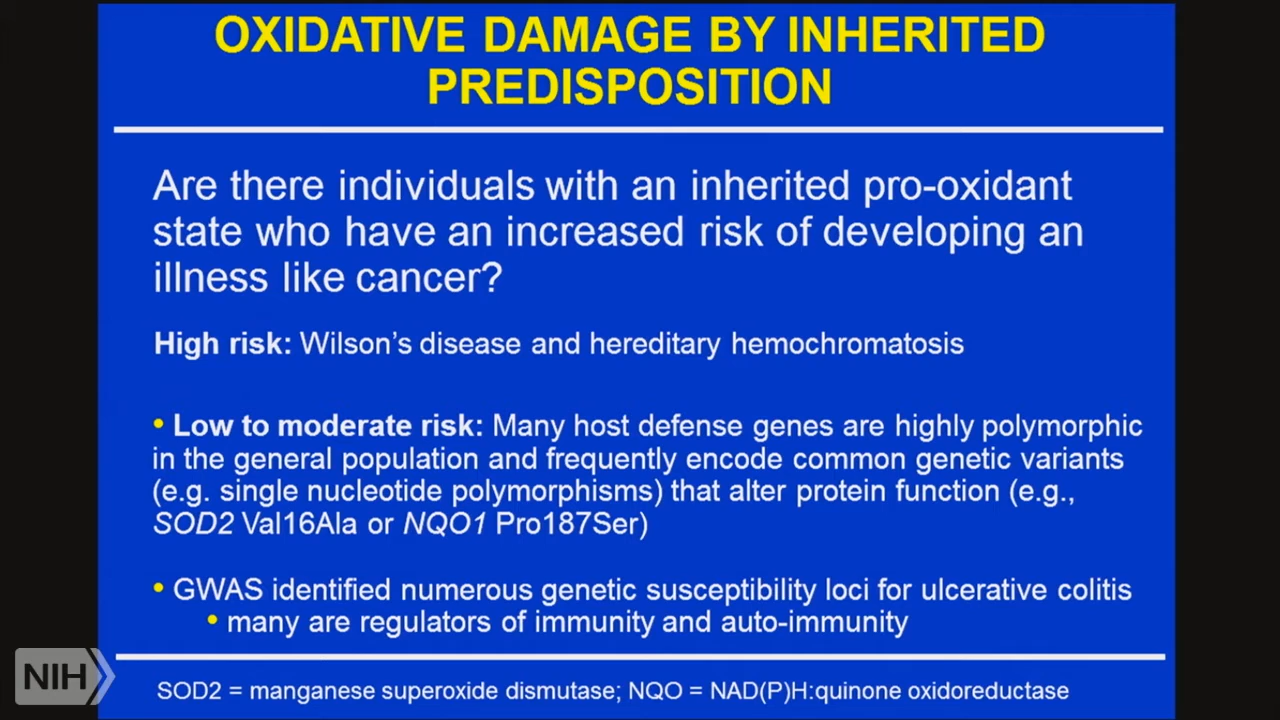 OXIDATIVE DAMAGE BY INHERITED
PREDISPOSITION
Are there individuals with an inherited pro-oxidant
state who have an increased risk of developing an
illness like cancer?
High risk: Wilson's disease and hereditary hemochromatosis
• Low to moderate risk: Many host defense genes are highly polymorphic
in the general population and frequently encode common genetic variants
(e.g. single nucleotide polymorphisms) that alter protein function (e.g.,
SOD2 Val16Ala or NQO1 Pro187Ser)
• GWAS identified numerous genetic susceptibility loci for ulcerative colitis
• many are regulators of immunity and auto-immunity
NIH
SOD2 = manganese superoxide dismutase; NQO = NAD(P)H:quinone oxidoreductase